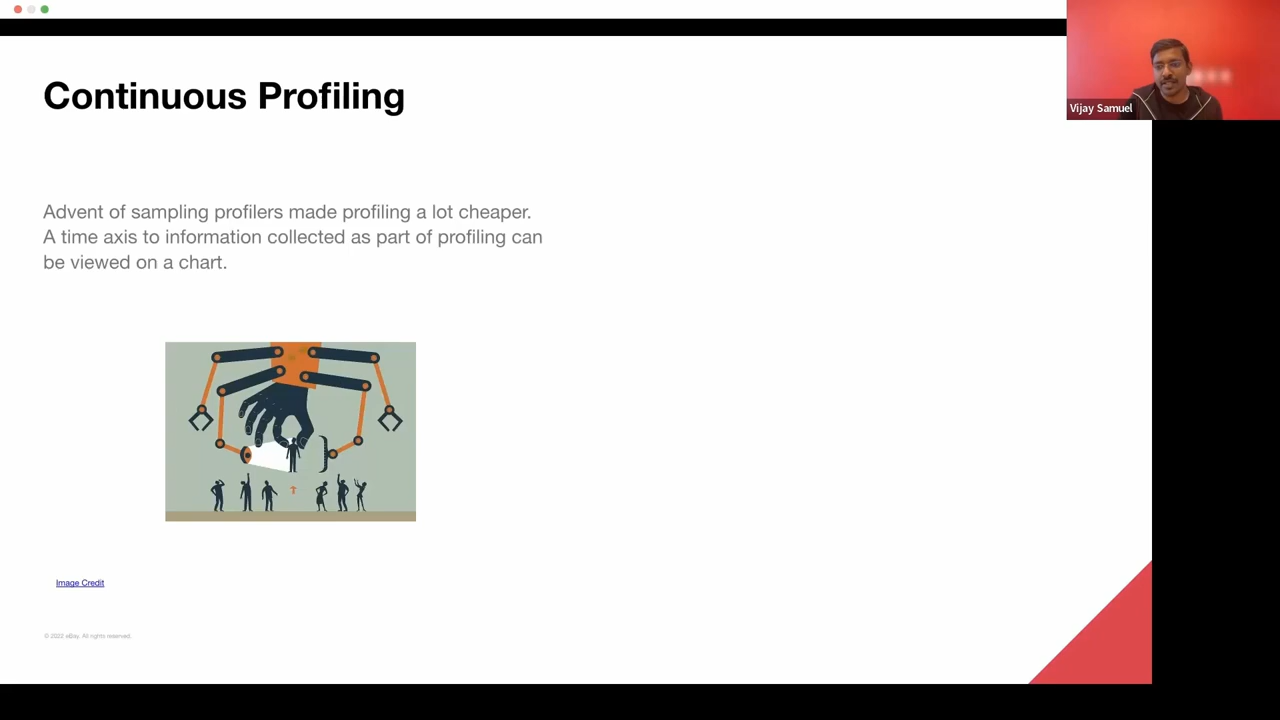 Continuous Profiling
Vijay Samuel
Advent of sampling profilers made profiling a lot cheaper.
A time axis to information collected as part of profiling can
be viewed on a chart.
Image Credit
© 2022 eBay. All rights reserved.